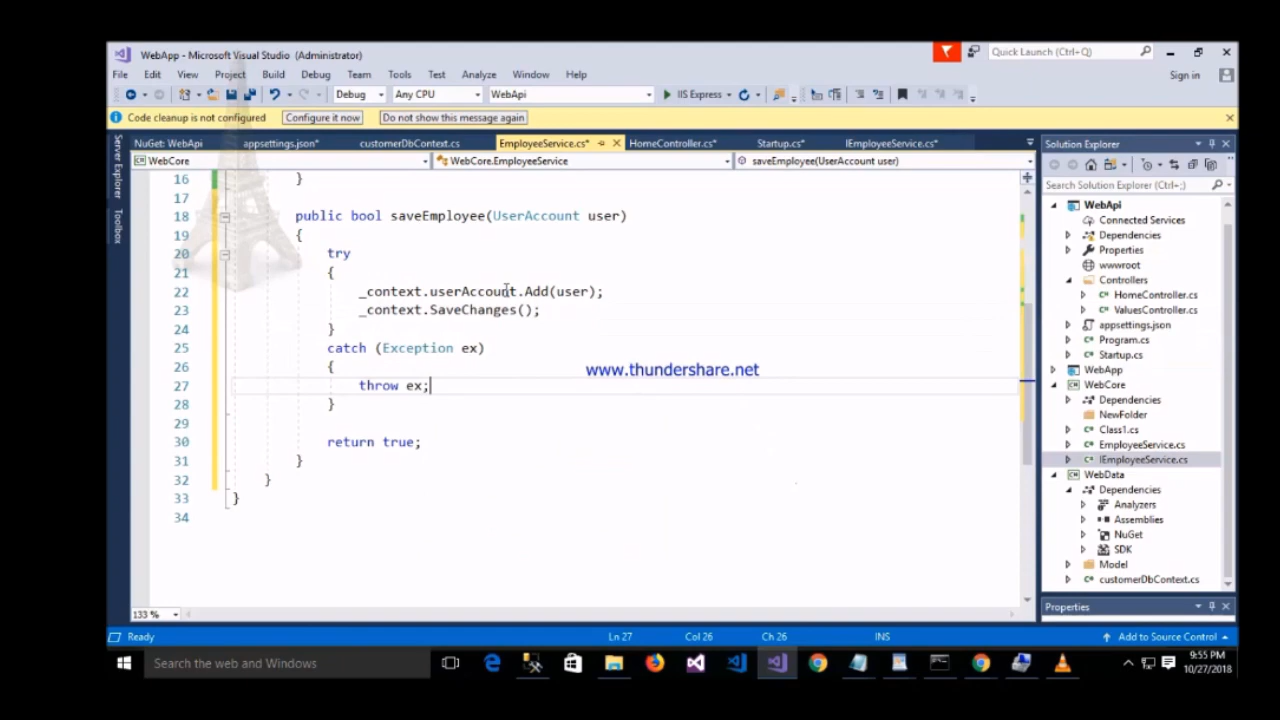 WebApp - Microsoft Visual Studio (Administrator)
Quick Launch (Ctrl+Q)
File Edit View Project Build Debug Team Tools Test Analyze Window Help
Sign in
Debug Any CPU WebApi IIS Express
Code cleanup is not configured Configure it now Do not show this message again
Server Explorer
Toolbox
NuGet: WebApi appsettings.json* customerDbContext.cs EmployeeService.cs* HomeController.cs* Startup.cs* IEmployeeService.cs*
WebCore WebCore.EmployeeService saveEmployee(UserAccount user)
16 }
17
18 public bool saveEmployee(UserAccount user)
19 {
20 try
21 {
22 _context.userAccount.Add(user);
23 _context.SaveChanges();
24 }
25 catch (Exception ex)
26 {
27 throw ex;
28 }
29
30 return true;
31 }
32 }
33 }
34
www.thundershare.net
133 %
Solution Explorer
Search Solution Explorer (Ctrl+;)
WebApi
Connected Services
Dependencies
Properties
wwwroot
Controllers
C# HomeController.cs
C# ValuesController.cs
appsettings.json
C# Program.cs
C# Startup.cs
WebApp
C# WebCore
Dependencies
NewFolder
C# Class1.cs
C# EmployeeService.cs
C# IEmployeeService.cs
C# WebData
Dependencies
Analyzers
Assemblies
NuGet
SDK
Model
C# customerDbContext.cs
Properties
Ready Ln 27 Col 26 Ch 26 INS Add to Source Control
Search the web and Windows
9:55 PM
10/27/2018